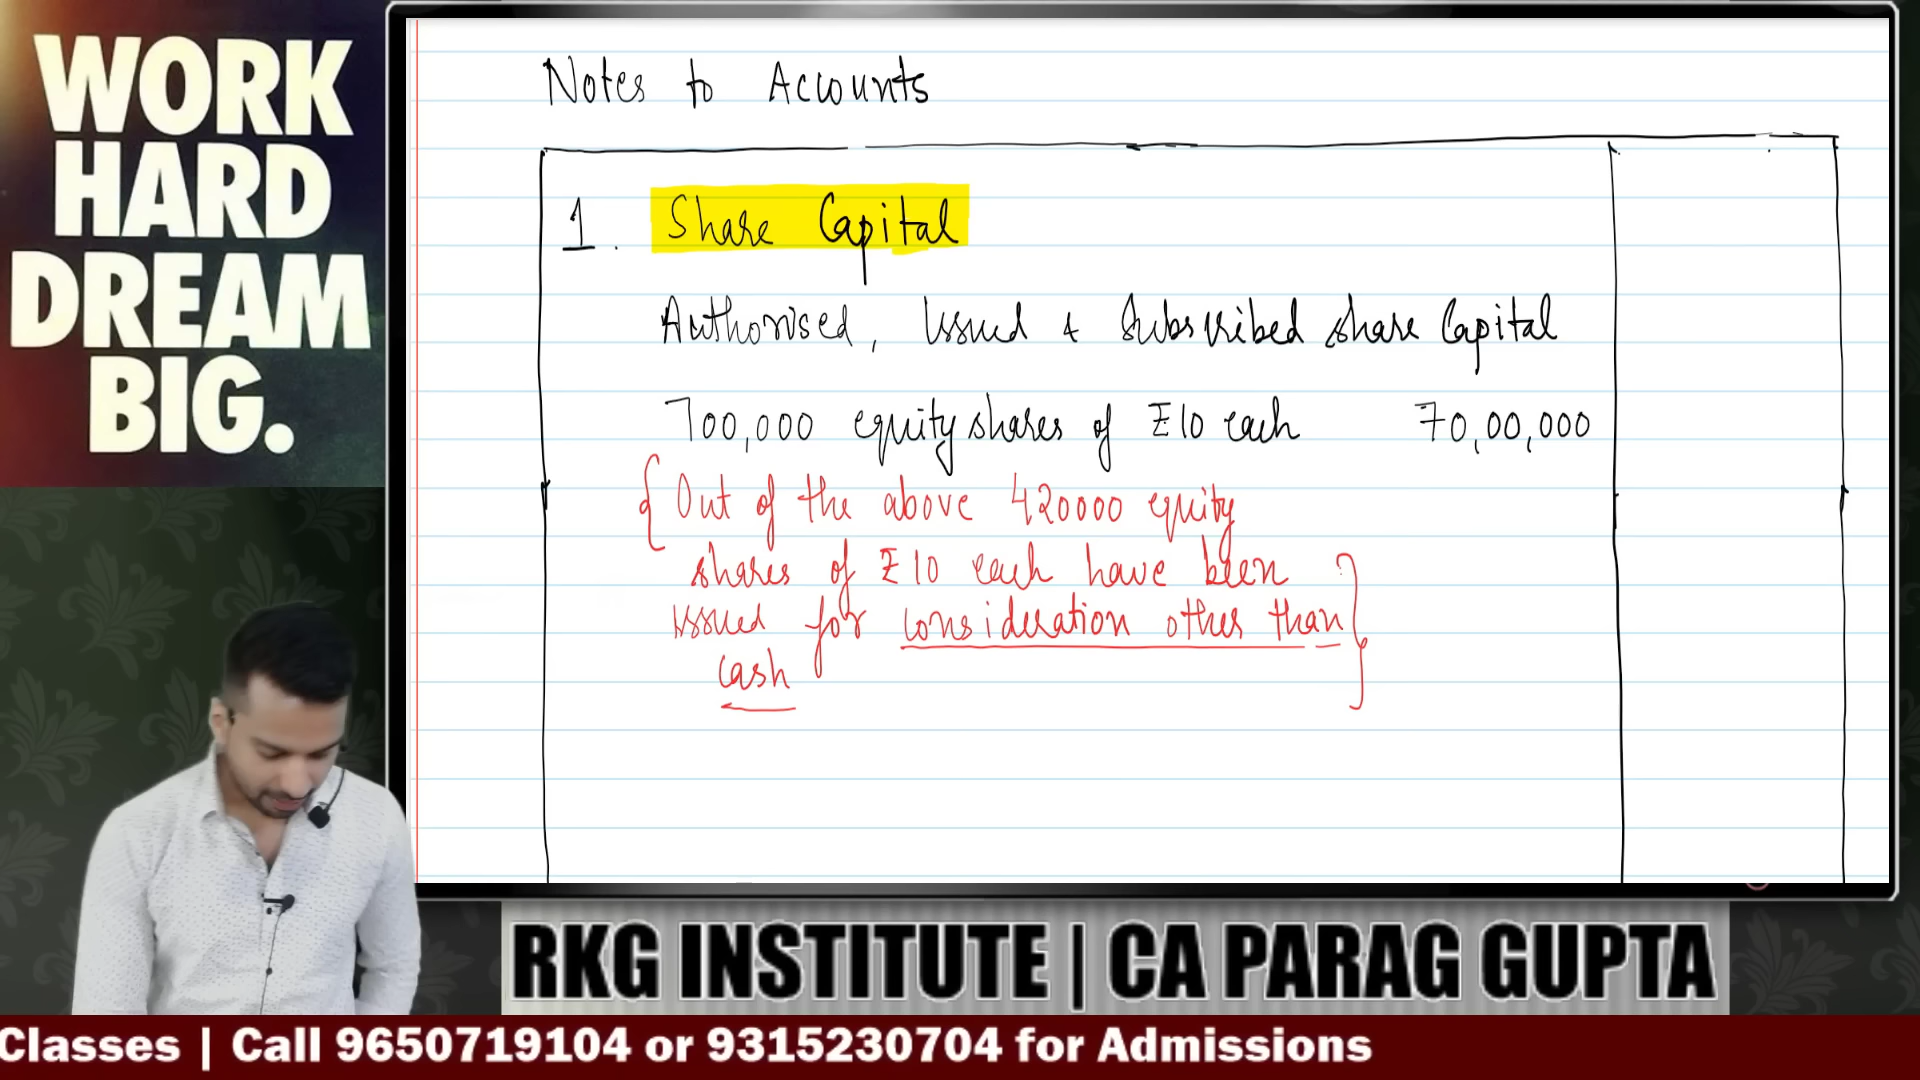 WORK
HARD
DREAM
BIG.
Notes to Accounts
1. Share Capital
Authorised, Issued & Subscribed share Capital
700,000 equity shares of ₹10 each 70,00,000
{Out of the above 420000 equity
shares of ₹10 each have been
issued for consideration other than
cash}
RKG INSTITUTE | CA PARAG GUPTA
Classes | Call 9650719104 or 9315230704 for Admissions